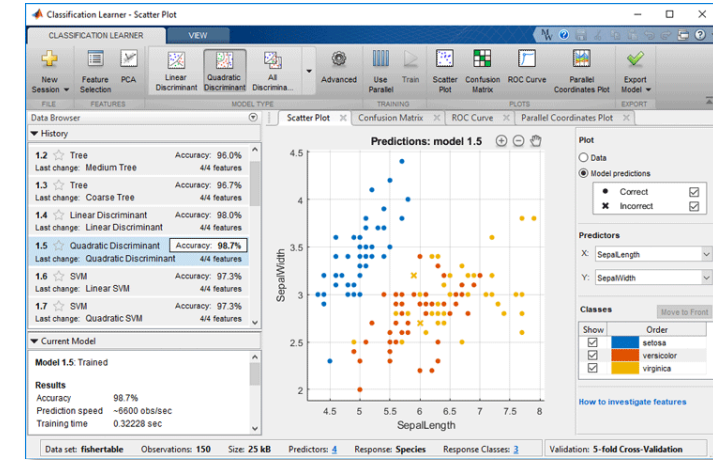 Classification Learner - Scatter Plot
CLASSIFICATION LEARNER VIEW
New Session
Feature Selection
PCA
Linear Discriminant
Quadratic Discriminant
All Discrimina...
Advanced
Use Parallel
Train
Scatter Plot
Confusion Matrix
ROC Curve
Parallel Coordinates Plot
Export Model
FILE FEATURES MODEL TYPE TRAINING PLOTS EXPORT
Data Browser
History
1.2 Tree Accuracy: 96.0%
Last change: Medium Tree 4/4 features
1.3 Tree Accuracy: 96.7%
Last change: Coarse Tree 4/4 features
1.4 Linear Discriminant Accuracy: 98.0%
Last change: Linear Discriminant 4/4 features
1.5 Quadratic Discriminant Accuracy: 98.7%
Last change: Quadratic Discriminant 4/4 features
1.6 SVM Accuracy: 97.3%
Last change: Linear SVM 4/4 features
1.7 SVM Accuracy: 97.3%
Last change: Quadratic SVM 4/4 features
Current Model
Model 1.5: Trained
Results
Accuracy 98.7%
Prediction speed ~6600 obs/sec
Training time 0.32228 sec
Scatter Plot Confusion Matrix ROC Curve Parallel Coordinates Plot
Predictions: model 1.5
4.5
4
3.5
3
2.5
2
SepalWidth
4.5 5 5.5 6 6.5 7 7.5 8
SepalLength
Plot
Data
Model predictions
Correct
Incorrect
Predictors
X: SepalLength
Y: SepalWidth
Classes Move to Front
Show Order
setosa
versicolor
virginica
How to investigate features
Data set: fishertable Observations: 150 Size: 25 kB Predictors: 4 Response: Species Response Classes: 3 Validation: 5-fold Cross-Validation